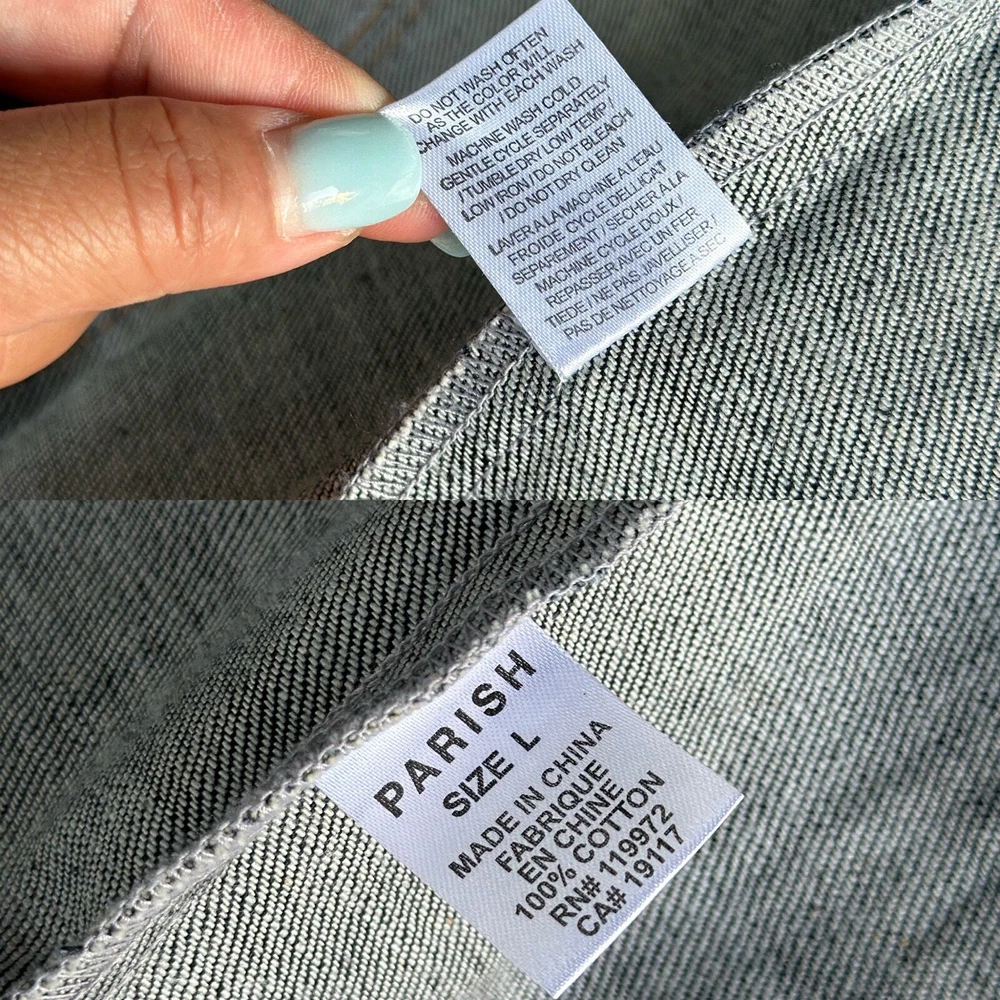 DO NOT WASH OFTEN
AS THE COLOR WILL
CHANGE WITH EACH WASH
MACHINE WASH COLD
GENTLE CYCLE SEPARATELY
/ TUMBLE DRY LOW TEMP /
LOW IRON / DO NOT BLEACH
/ DO NOT DRY CLEAN
LAVER A LA MACHINE A L'EAU
FROIDE CYCLE DELLIGAT
SEPAREMENT / SECHER A LA
MACHINE CYCLE DOUX /
REPASSER AVEC UN FER
TIEDE / NE PAS JAVELLISER /
PAS DE NETTOYAGE A SEC
PARISH
SIZE L
MADE IN CHINA
FABRIQUE
EN CHINE
100% COTTON
RN# 119972
CA# 19117